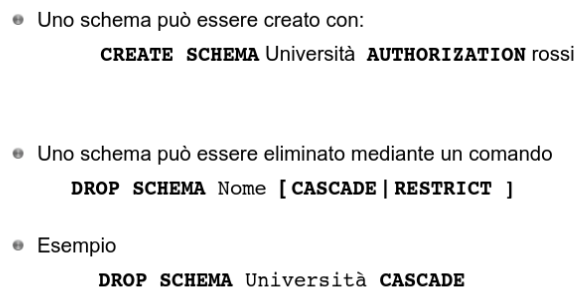 Uno schema può essere creato con:
CREATE SCHEMA Università AUTHORIZATION rossi
Uno schema può essere eliminato mediante un comando
DROP SCHEMA Nome [ CASCADE | RESTRICT ]
Esempio
DROP SCHEMA Università CASCADE